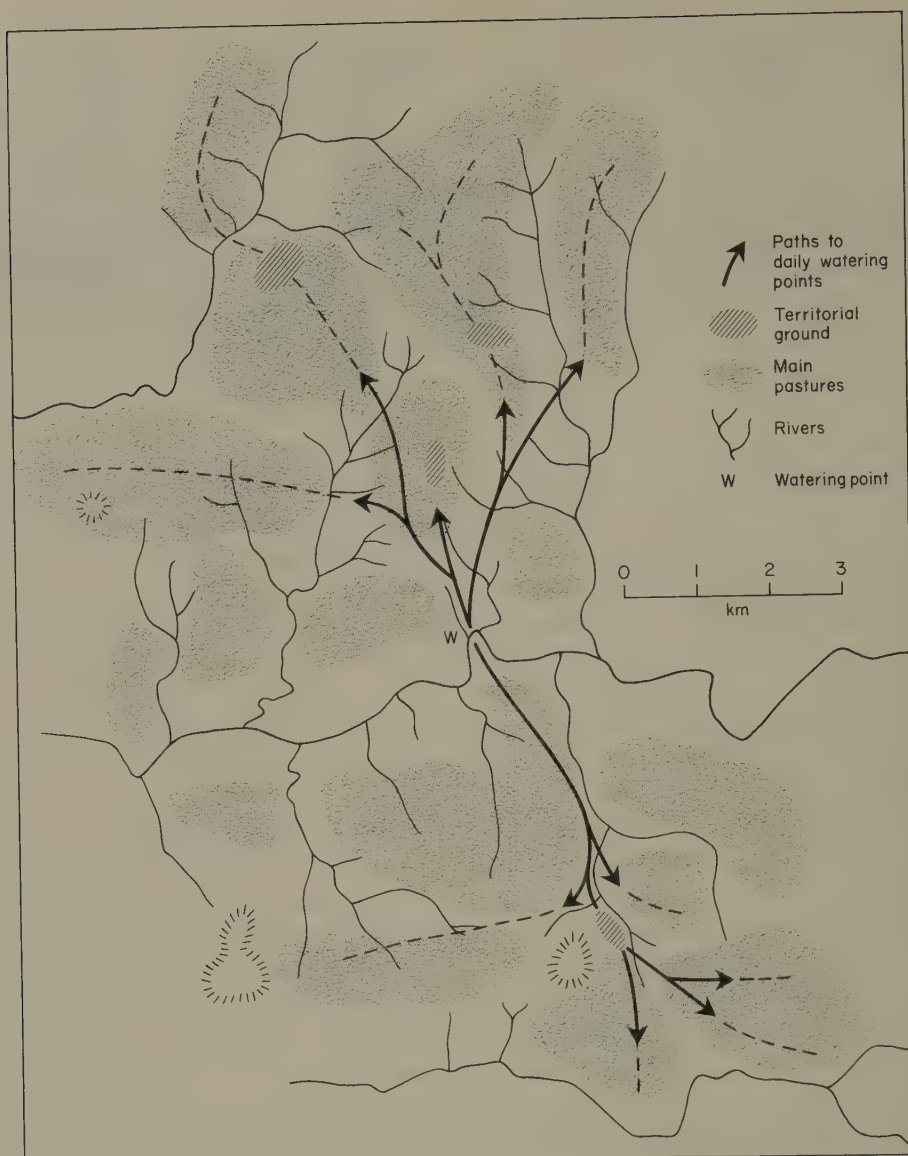 Paths to
daily watering
points
Territorial
ground
Main
pastures
Rivers
W Watering point
0 1 2 3
km
W